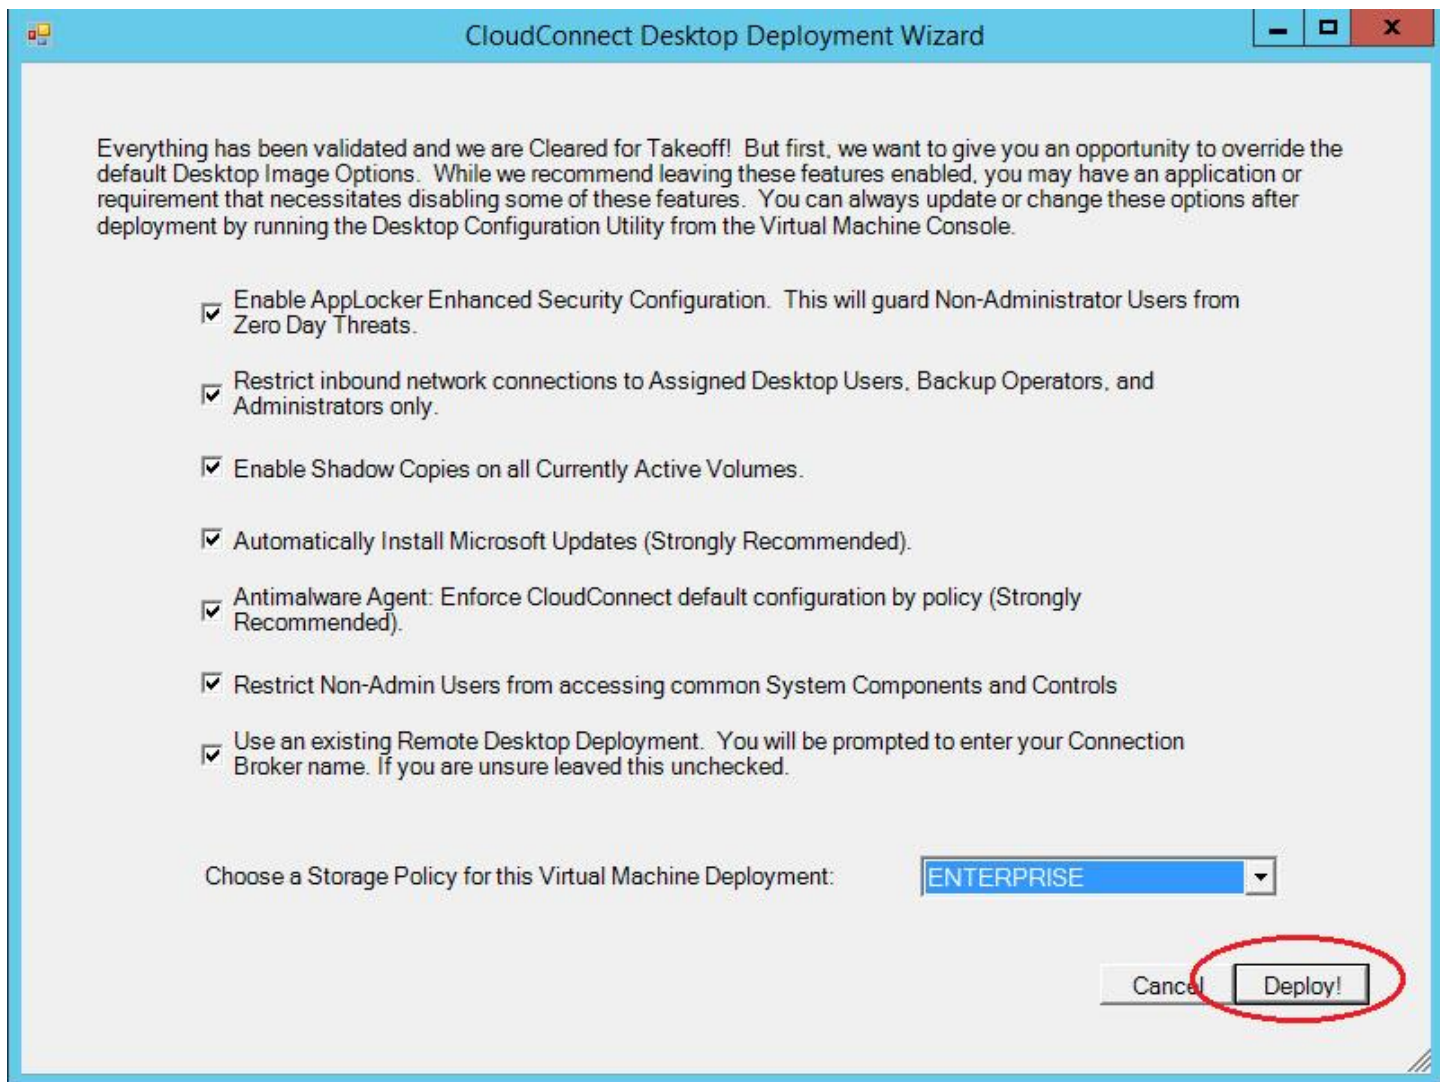 CloudConnect Desktop Deployment Wizard
Everything has been validated and we are Cleared for Takeoff!  But first, we want to give you an opportunity to override the
default Desktop Image Options.  While we recommend leaving these features enabled, you may have an application or
requirement that necessitates disabling some of these features.  You can always update or change these options after
deployment by running the Desktop Configuration Utility from the Virtual Machine Console.
Enable AppLocker Enhanced Security Configuration.  This will guard Non-Administrator Users from
Zero Day Threats.
Restrict inbound network connections to Assigned Desktop Users, Backup Operators, and
Administrators only.
Enable Shadow Copies on all Currently Active Volumes.
Automatically Install Microsoft Updates (Strongly Recommended).
Antimalware Agent: Enforce CloudConnect default configuration by policy (Strongly
Recommended).
Restrict Non-Admin Users from accessing common System Components and Controls
Use an existing Remote Desktop Deployment.  You will be prompted to enter your Connection
Broker name. If you are unsure leaved this unchecked.
Choose a Storage Policy for this Virtual Machine Deployment: ENTERPRISE
Cancel Deploy!